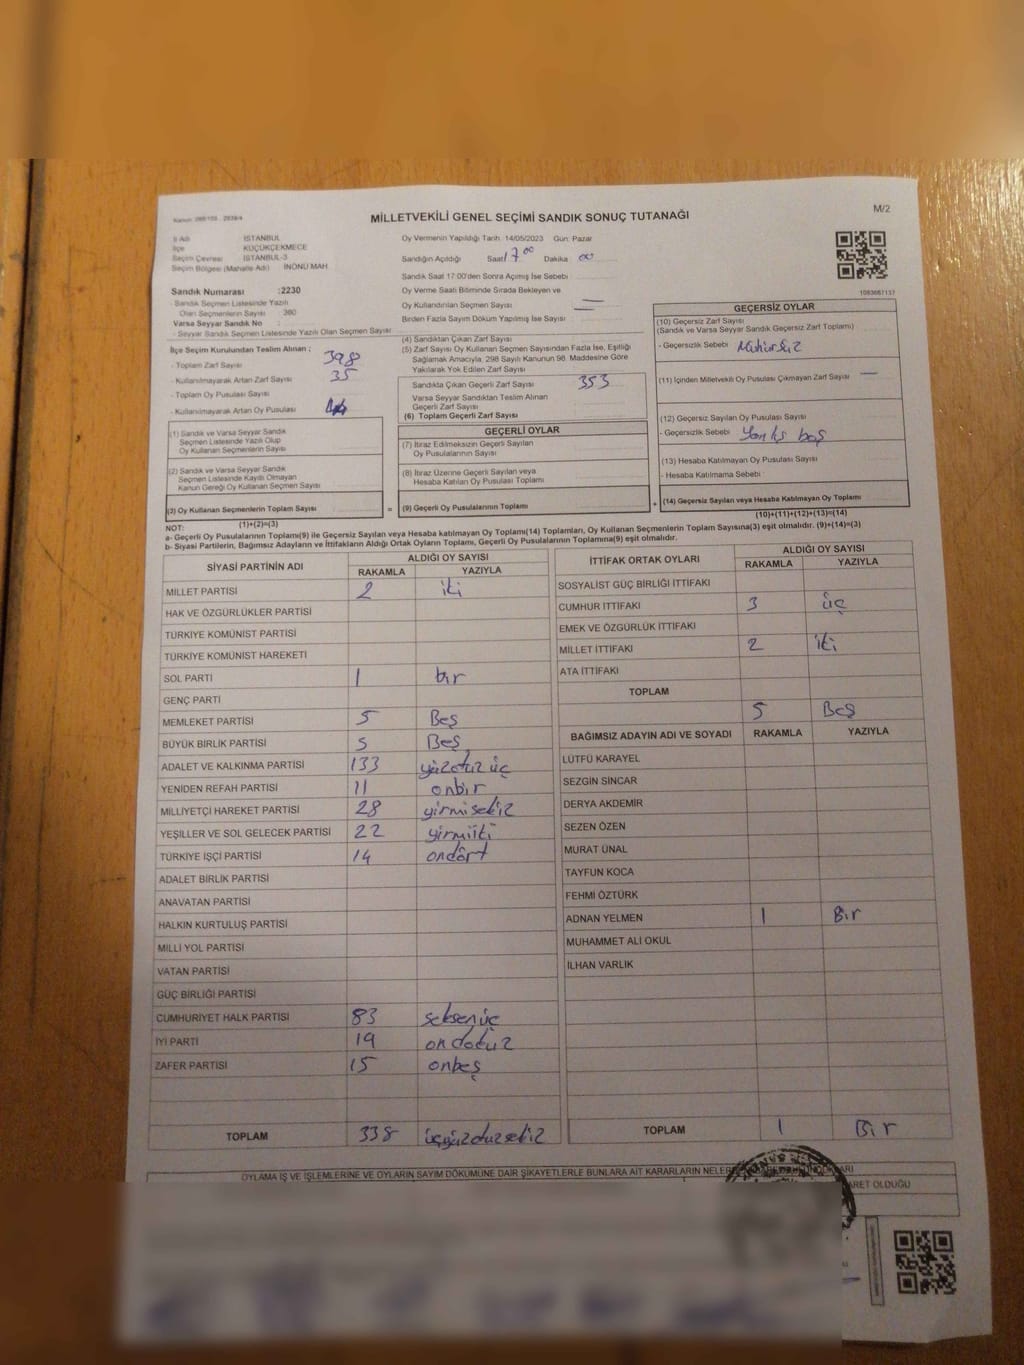 MİLLETVEKİLİ GENEL SEÇİMİ SANDIK SONUÇ TUTANAĞI
M/2
İl Adı İSTANBUL
İlçe KÜÇÜKÇEKMECE
Seçim Çevresi İSTANBUL-3
Seçim Bölgesi (Mahalle Adı) İNÖNÜ MAH
Sandık Numarası :2230
- Sandık Seçmen Listesinde Yazılı
Olan Seçmenlerin Sayısı : 380
Varsa Seyyar Sandık No :
- Seyyar Sandık Seçmen Listesinde Yazılı Olan Seçmen Sayısı
Oy Vermenin Yapıldığı Tarih: 14/05/2023 Gün: Pazar
Sandığın Açıldığı Saat 17 00 Dakika 00
Sandık Saat 17:00'den Sonra Açılmış İse Sebebi
Oy Verme Saati Bitiminde Sırada Bekleyen ve
Oy Kullandırılan Seçmen Sayısı —
Birden Fazla Sayım Döküm Yapılmış İse Sayısı —
1083667137
İlçe Seçim Kurulundan Teslim Alınan ;
- Toplam Zarf Sayısı 398
- Kullanılmayarak Artan Zarf Sayısı 35
- Toplam Oy Pusulası Sayısı
- Kullanılmayarak Artan Oy Pusulası
(1) Sandık ve Varsa Seyyar Sandık
Seçmen Listesinde Yazılı Olup
Oy Kullanan Seçmenlerin Sayısı
(2) Sandık ve Varsa Seyyar Sandık
Seçmen Listesinde Kayıtlı Olmayan
Kanun Gereği Oy Kullanan Seçmen Sayısı
(3) Oy Kullanan Seçmenlerin Toplam Sayısı =
(1)+(2)=(3)
(4) Sandıktan Çıkan Zarf Sayısı
(5) Zarf Sayısı Oy Kullanan Seçmen Sayısından Fazla İse, Eşitliği
Sağlamak Amacıyla, 298 Sayılı Kanunun 98. Maddesine Göre
Yakılarak Yok Edilen Zarf Sayısı
Sandıkta Çıkan Geçerli Zarf Sayısı 353
Varsa Seyyar Sandıktan Teslim Alınan
Geçerli Zarf Sayısı
(6) Toplam Geçerli Zarf Sayısı
GEÇERLİ OYLAR
(7) İtiraz Edilmeksizin Geçerli Sayılan
Oy Pusulalarının Sayısı
(8) İtiraz Üzerine Geçerli Sayılan veya
Hesaba Katılan Oy Pusulası Toplamı
(9) Geçerli Oy Pusulalarının Toplamı +
GEÇERSİZ OYLAR
(10) Geçersiz Zarf Sayısı
(Sandık ve Varsa Seyyar Sandık Geçersiz Zarf Toplamı)
- Geçersizlik Sebebi Mühürsüz
(11) İçinden Milletvekili Oy Pusulası Çıkmayan Zarf Sayısı —
(12) Geçersiz Sayılan Oy Pusulası Sayısı
- Geçersizlik Sebebi : Yanlış baş
(13) Hesaba Katılmayan Oy Pusulası Sayısı
- Hesaba Katılmama Sebebi
(14) Geçersiz Sayılan veya Hesaba Katılmayan Oy Toplamı
(10)+(11)+(12)+(13)=(14)
NOT:
a- Geçerli Oy Pusulalarının Toplamı(9) ile Geçersiz Sayılan veya Hesaba katılmayan Oy Toplamı(14) Toplamları, Oy Kullanan Seçmenlerin Toplam Sayısına(3) eşit olmalıdır. (9)+(14)=(3)
b- Siyasi Partilerin, Bağımsız Adayların ve İttifakların Aldığı Ortak Oyların Toplamı, Geçerli Oy Pusulalarının Toplamına(9) eşit olmalıdır.
SİYASİ PARTİNİN ADI ALDIĞI OY SAYISI
RAKAMLA YAZIYLA
MİLLET PARTİSİ 2 iki
HAK VE ÖZGÜRLÜKLER PARTİSİ
TÜRKİYE KOMÜNİST PARTİSİ
TÜRKİYE KOMÜNİST HAREKETİ
SOL PARTİ 1 bir
GENÇ PARTİ
MEMLEKET PARTİSİ 5 Beş
BÜYÜK BİRLİK PARTİSİ 5 Beş
ADALET VE KALKINMA PARTİSİ 133 yüzotuz üç
YENİDEN REFAH PARTİSİ 11 onbir
MİLLİYETÇİ HAREKET PARTİSİ 28 yirmisekiz
YEŞİLLER VE SOL GELECEK PARTİSİ 22 yirmiiki
TÜRKİYE İŞÇİ PARTİSİ 14 ondört
ADALET BİRLİK PARTİSİ
ANAVATAN PARTİSİ
HALKIN KURTULUŞ PARTİSİ
MİLLİ YOL PARTİSİ
VATAN PARTİSİ
GÜÇ BİRLİĞİ PARTİSİ
CUMHURİYET HALK PARTİSİ 83 seksenüç
İYİ PARTİ 19 ondokuz
ZAFER PARTİSİ 15 onbeş
TOPLAM 338 üçyüzotuzsekiz
İTTİFAK ORTAK OYLARI ALDIĞI OY SAYISI
RAKAMLA YAZIYLA
SOSYALİST GÜÇ BİRLİĞİ İTTİFAKI
CUMHUR İTTİFAKI 3 üç
EMEK VE ÖZGÜRLÜK İTTİFAKI
MİLLET İTTİFAKI 2 iki
ATA İTTİFAKI
TOPLAM 5 Beş
BAĞIMSIZ ADAYIN ADI VE SOYADI RAKAMLA YAZIYLA
LÜTFÜ KARAYEL
SEZGİN SİNCAR
DERYA AKDEMİR
SEZEN ÖZEN
MURAT ÜNAL
TAYFUN KOCA
FEHMİ ÖZTÜRK
ADNAN YELMEN 1 Bir
MUHAMMET ALİ OKUL
İLHAN VARLIK
TOPLAM 1 Bir
OYLAMA İŞ VE İŞLEMLERİNE VE OYLARIN SAYIM DÖKÜMÜNE DAİR ŞİKAYETLERLE BUNLARA AİT KARARLARIN
OLDUĞU